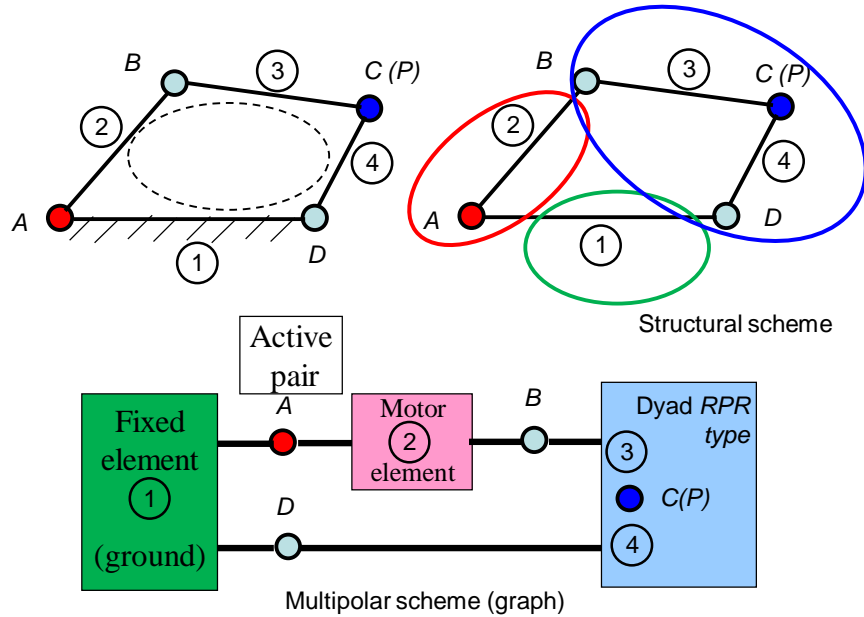 B
3
C (P)
2
4
A
1
D
B
3
C (P)
2
4
A
D
1
Structural scheme
Active
pair
A
Fixed
element
1
(ground)
Motor
2
element
B
Dyad RPR
type
3
C(P)
4
D
Multipolar scheme (graph)